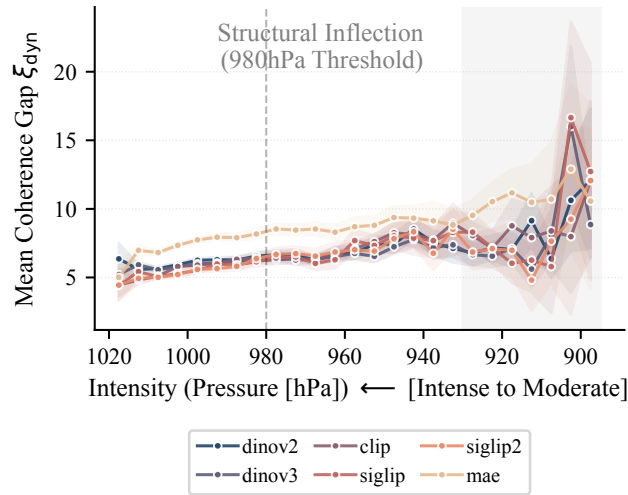 Structural Inflection
(980hPa Threshold)
Mean Coherence Gap ξdyn
20
15
10
5
1020 1000 980 960 940 920 900
Intensity (Pressure [hPa]) ⟵ [Intense to Moderate]
dinov2 clip siglip2
dinov3 siglip mae